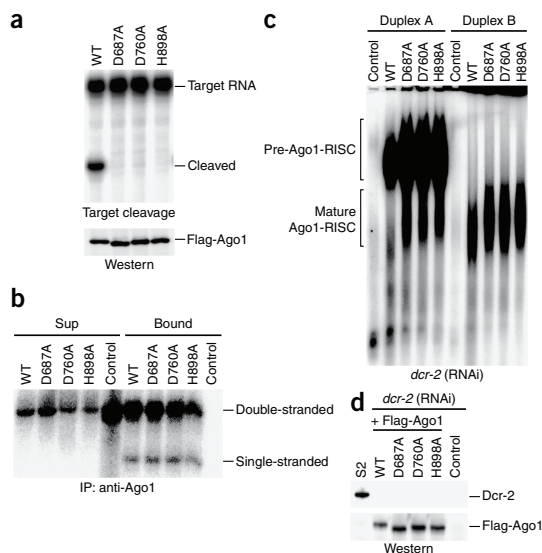 a
WT
D687A
D760A
H898A
Target RNA
Cleaved
Target cleavage
Flag-Ago1
Western
b
Sup
Bound
WT
D687A
D760A
H898A
Control
WT
D687A
D760A
H898A
Control
Double-stranded
Single-stranded
IP: anti-Ago1
c
Duplex A
Duplex B
Control
WT
D687A
D760A
H898A
Control
WT
D687A
D760A
H898A
Pre-Ago1-RISC
Mature
Ago1-RISC
dcr-2 (RNAi)
d
dcr-2 (RNAi)
+ Flag-Ago1
S2
WT
D687A
D760A
H898A
Control
Dcr-2
Flag-Ago1
Western